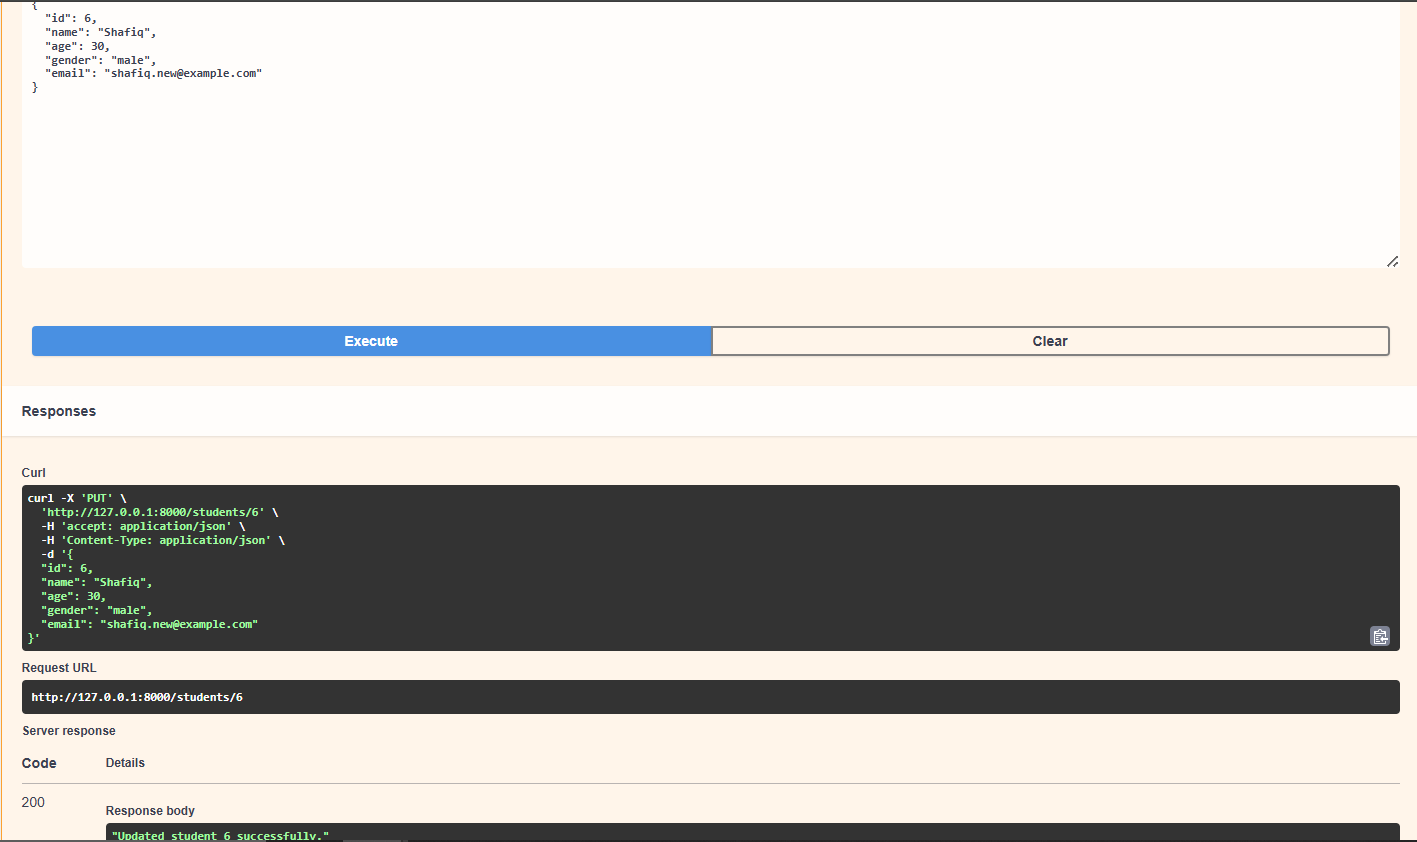 {
"id": 6,
"name": "Shafiq",
"age": 30,
"gender": "male",
"email": "shafiq.new@example.com"
}
Execute
Clear
Responses
Curl
curl -X 'PUT' \
'http://127.0.0.1:8000/students/6' \
-H 'accept: application/json' \
-H 'Content-Type: application/json' \
-d '{
"id": 6,
"name": "Shafiq",
"age": 30,
"gender": "male",
"email": "shafiq.new@example.com"
}'
Request URL
http://127.0.0.1:8000/students/6
Server response
Code
Details
200
Response body
"Updated student 6 successfully."